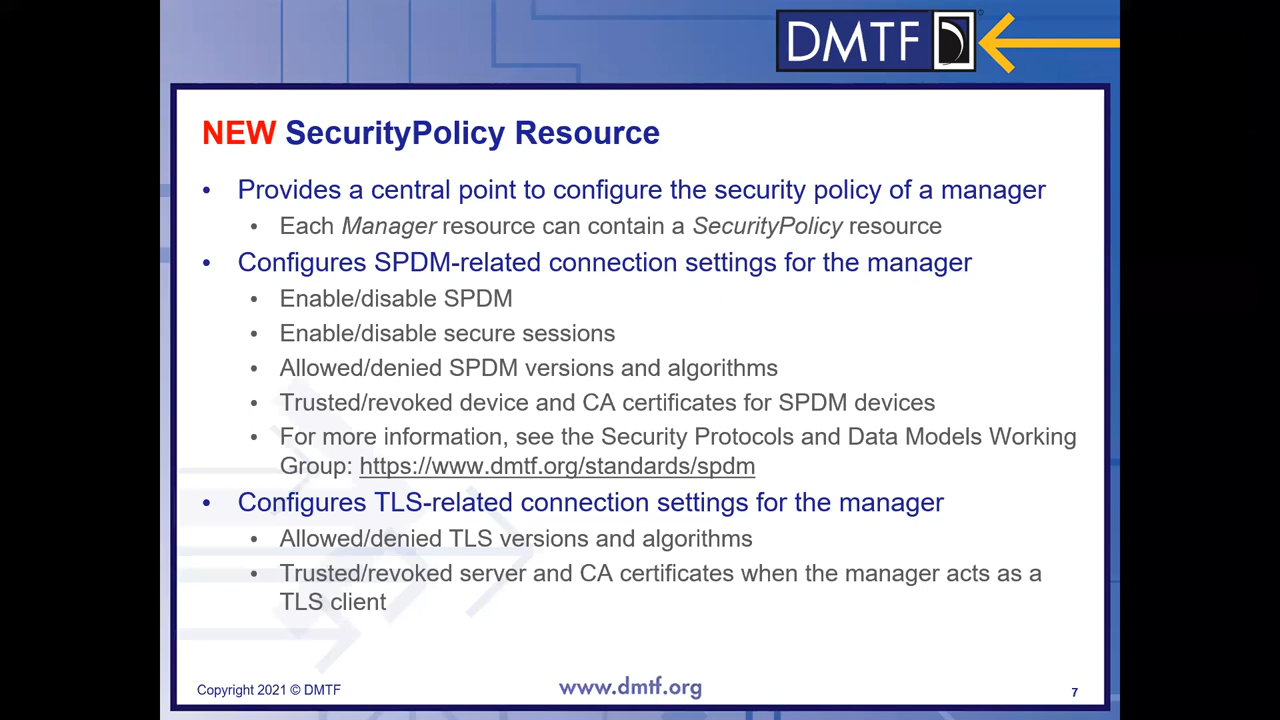 DMTF
NEW SecurityPolicy Resource
• Provides a central point to configure the security policy of a manager
• Each Manager resource can contain a SecurityPolicy resource
• Configures SPDM-related connection settings for the manager
• Enable/disable SPDM
• Enable/disable secure sessions
• Allowed/denied SPDM versions and algorithms
• Trusted/revoked device and CA certificates for SPDM devices
• For more information, see the Security Protocols and Data Models Working
Group: https://www.dmtf.org/standards/spdm
• Configures TLS-related connection settings for the manager
• Allowed/denied TLS versions and algorithms
• Trusted/revoked server and CA certificates when the manager acts as a
TLS client
Copyright 2021 © DMTF
www.dmtf.org
7